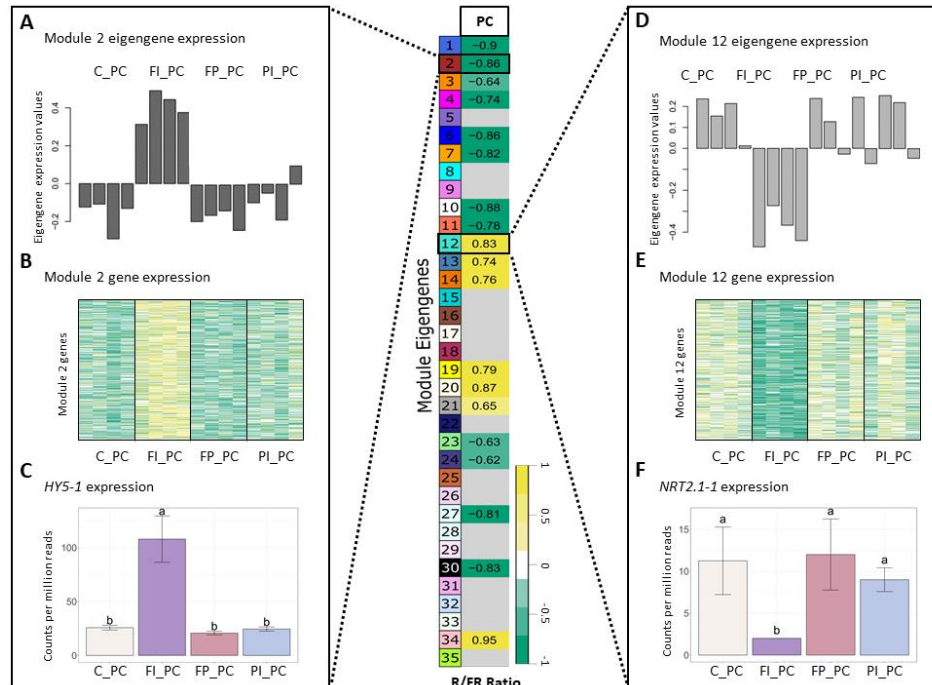 A
Module 2 eigengene expression
C_PC FI_PC FP_PC PI_PC
Eigengene expression values
0.4
0.2
0.0
-0.2
B
Module 2 gene expression
Module 2 genes
C_PC FI_PC FP_PC PI_PC
C
HY5-1 expression
Counts per million reads
100
50
0
b
a
b
b
C_PC FI_PC FP_PC PI_PC
PC
Module Eigengenes
1 −0.9
2 −0.86
3 −0.64
4 −0.74
5
6 −0.86
7 −0.82
8
9
10 −0.88
11 −0.78
12 0.83
13 0.74
14 0.76
15
16
17
18
19 0.79
20 0.87
21 0.65
22
23 −0.63
24 −0.62
25
26
27 −0.81
28
29
30 −0.83
31
32
33
34 0.95
35
1
0.5
0
-0.5
-1
R/FR Ratio
D
Module 12 eigengene expression
C_PC FI_PC FP_PC PI_PC
Eigengene expression values
0.2
0.0
-0.2
-0.4
E
Module 12 gene expression
Module 12 genes
C_PC FI_PC FP_PC PI_PC
F
NRT2.1-1 expression
Counts per million reads
15
10
5
0
a
b
a
a
C_PC FI_PC FP_PC PI_PC